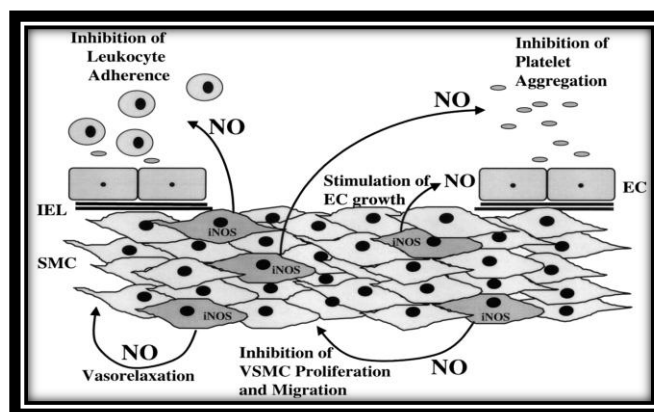 Inhibition of
Leukocyte
Adherence
Inhibition of
Platelet
Aggregation
NO
NO
Stimulation of
EC growth
NO
EC
IEL
iNOS
iNOS
SMC
iNOS
iNOS
iNOS
NO
Vasorelaxation
Inhibition of
VSMC Proliferation
and Migration
NO